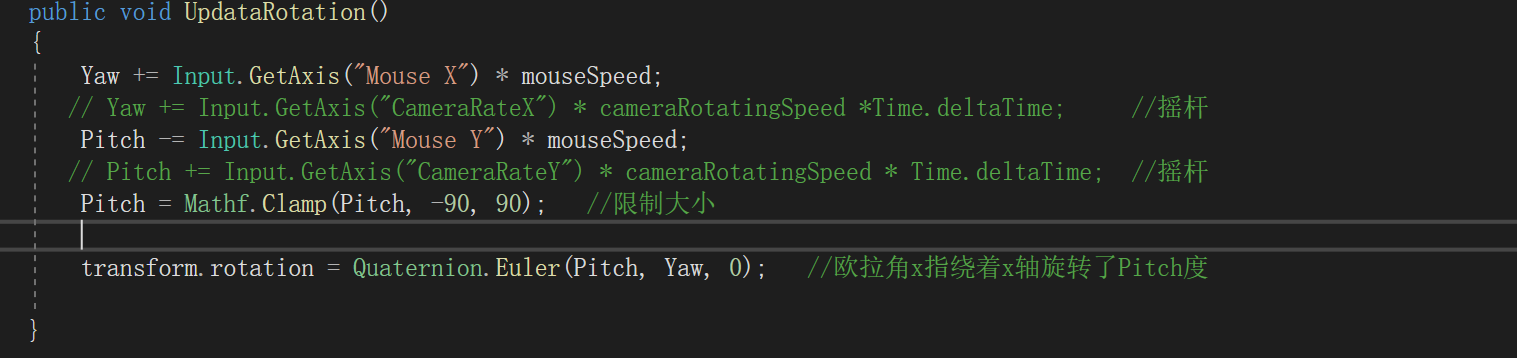 public void UpdataRotation()
{
Yaw += Input.GetAxis("Mouse X") * mouseSpeed;
// Yaw += Input.GetAxis("CameraRateX") * cameraRotatingSpeed *Time.deltaTime;     //摇杆
Pitch -= Input.GetAxis("Mouse Y") * mouseSpeed;
// Pitch += Input.GetAxis("CameraRateY") * cameraRotatingSpeed * Time.deltaTime;  //摇杆
Pitch = Mathf.Clamp(Pitch, -90, 90);   //限制大小
transform.rotation = Quaternion.Euler(Pitch, Yaw, 0);   //欧拉角x指绕着x轴旋转了Pitch度
}